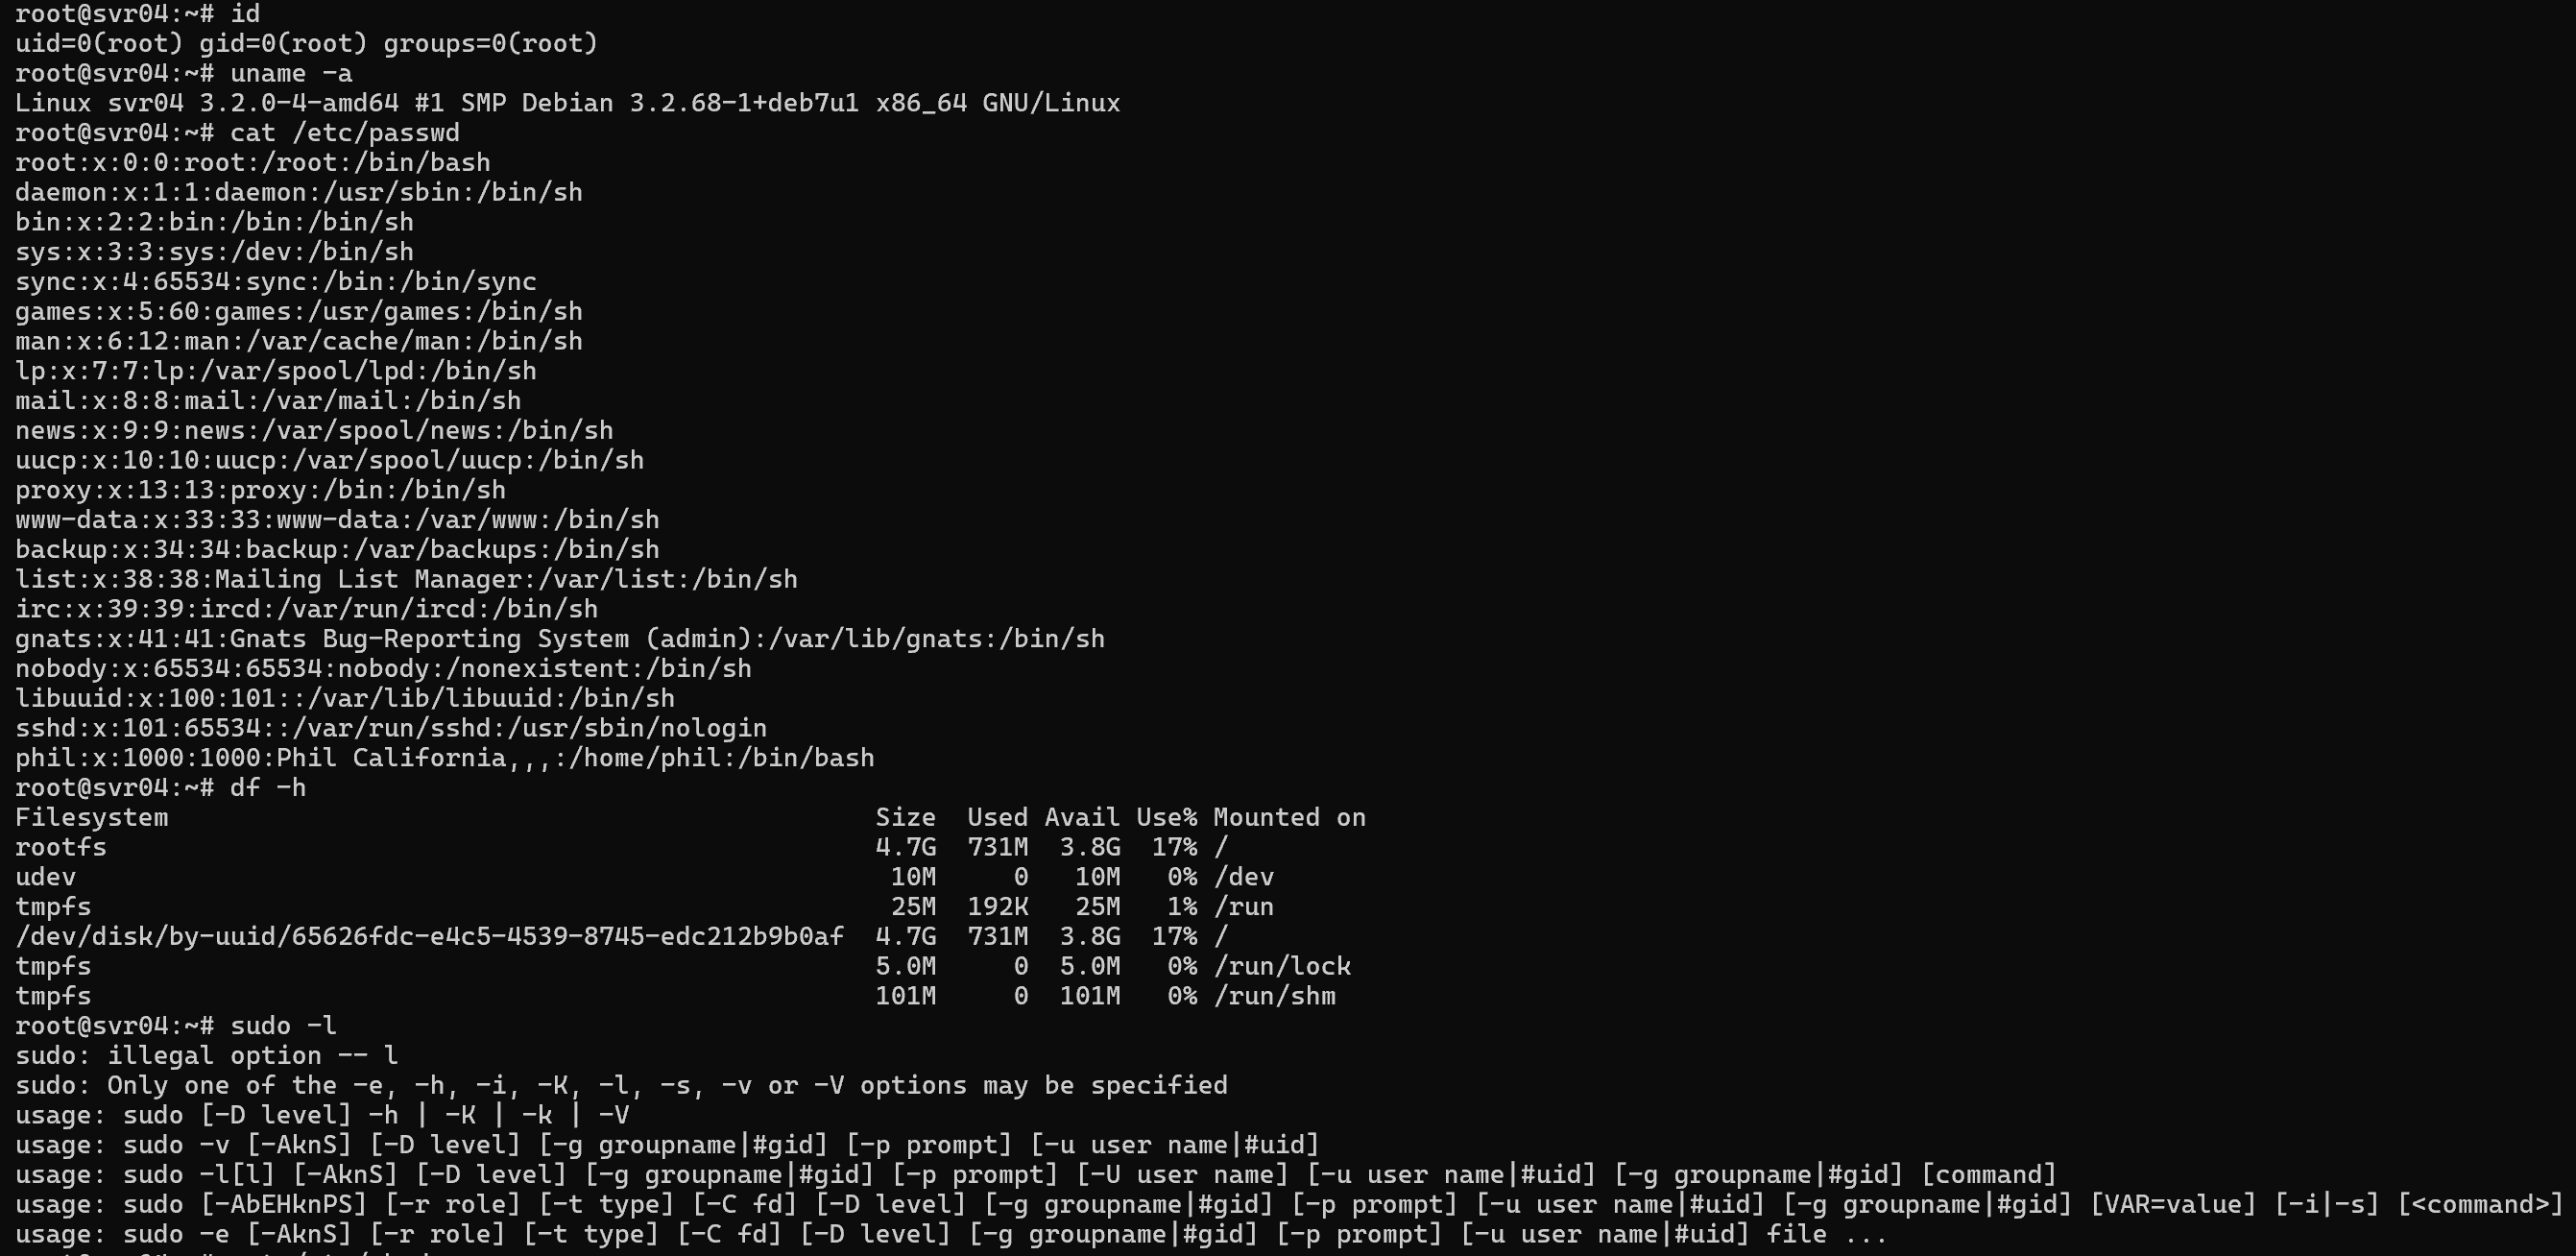 root@svr04:~# id
uid=0(root) gid=0(root) groups=0(root)
root@svr04:~# uname -a
Linux svr04 3.2.0-4-amd64 #1 SMP Debian 3.2.68-1+deb7u1 x86_64 GNU/Linux
root@svr04:~# cat /etc/passwd
root:x:0:0:root:/root:/bin/bash
daemon:x:1:1:daemon:/usr/sbin:/bin/sh
bin:x:2:2:bin:/bin:/bin/sh
sys:x:3:3:sys:/dev:/bin/sh
sync:x:4:65534:sync:/bin:/bin/sync
games:x:5:60:games:/usr/games:/bin/sh
man:x:6:12:man:/var/cache/man:/bin/sh
lp:x:7:7:lp:/var/spool/lpd:/bin/sh
mail:x:8:8:mail:/var/mail:/bin/sh
news:x:9:9:news:/var/spool/news:/bin/sh
uucp:x:10:10:uucp:/var/spool/uucp:/bin/sh
proxy:x:13:13:proxy:/bin:/bin/sh
www-data:x:33:33:www-data:/var/www:/bin/sh
backup:x:34:34:backup:/var/backups:/bin/sh
list:x:38:38:Mailing List Manager:/var/list:/bin/sh
irc:x:39:39:ircd:/var/run/ircd:/bin/sh
gnats:x:41:41:Gnats Bug-Reporting System (admin):/var/lib/gnats:/bin/sh
nobody:x:65534:65534:nobody:/nonexistent:/bin/sh
libuuid:x:100:101::/var/lib/libuuid:/bin/sh
sshd:x:101:65534::/var/run/sshd:/usr/sbin/nologin
phil:x:1000:1000:Phil California,,,:/home/phil:/bin/bash
root@svr04:~# df -h
Filesystem                                              Size  Used Avail Use% Mounted on
rootfs                                                  4.7G  731M  3.8G  17% /
udev                                                     10M     0   10M   0% /dev
tmpfs                                                    25M  192K   25M   1% /run
/dev/disk/by-uuid/65626fdc-e4c5-4539-8745-edc212b9b0af  4.7G  731M  3.8G  17% /
tmpfs                                                   5.0M     0  5.0M   0% /run/lock
tmpfs                                                   101M     0  101M   0% /run/shm
root@svr04:~# sudo -l
sudo: illegal option -- l
sudo: Only one of the -e, -h, -i, -K, -l, -s, -v or -V options may be specified
usage: sudo [-D level] -h | -K | -k | -V
usage: sudo -v [-AknS] [-D level] [-g groupname|#gid] [-p prompt] [-u user name|#uid]
usage: sudo -l[l] [-AknS] [-D level] [-g groupname|#gid] [-p prompt] [-U user name] [-u user name|#uid] [-g groupname|#gid] [command]
usage: sudo [-AbEHknPS] [-r role] [-t type] [-C fd] [-D level] [-g groupname|#gid] [-p prompt] [-u user name|#uid] [-g groupname|#gid] [VAR=value] [-i|-s] [<command>]
usage: sudo -e [-AknS] [-r role] [-t type] [-C fd] [-D level] [-g groupname|#gid] [-p prompt] [-u user name|#uid] file ...